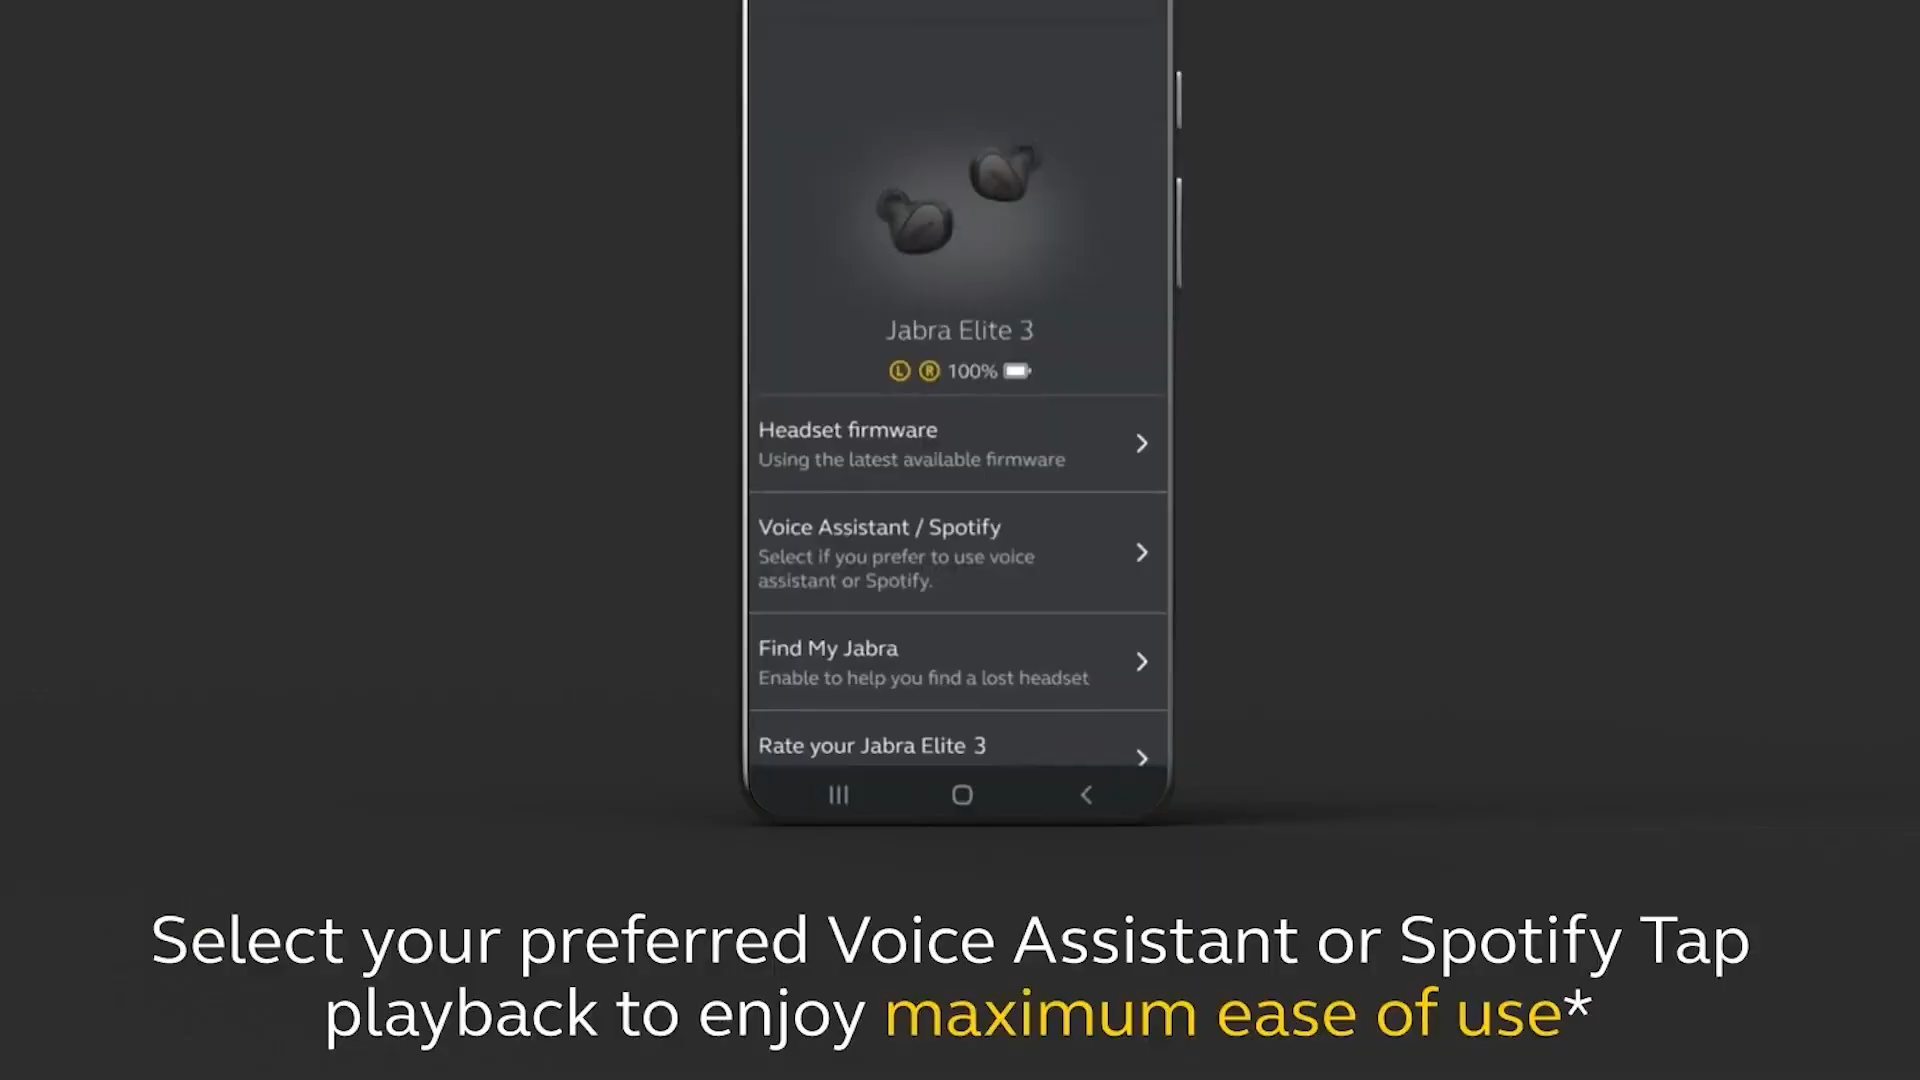 Jabra Elite 3
L R 100%
Headset firmware
Using the latest available firmware
Voice Assistant / Spotify
Select if you prefer to use voice
assistant or Spotify.
Find My Jabra
Enable to help you find a lost headset
Rate your Jabra Elite 3
Select your preferred Voice Assistant or Spotify Tap
playback to enjoy maximum ease of use*